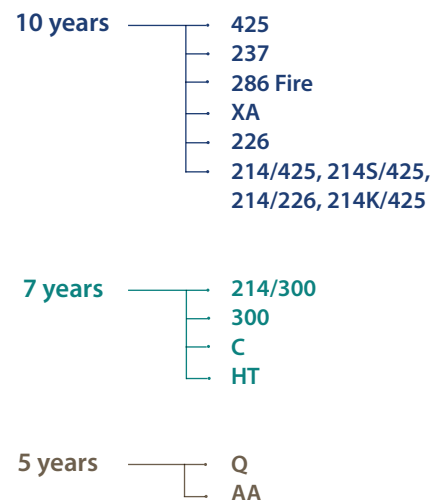 10 years
425
237
286 Fire
XA
226
214/425, 214S/425,
214/226, 214K/425
7 years
214/300
300
C
HT
5 years
Q
AA